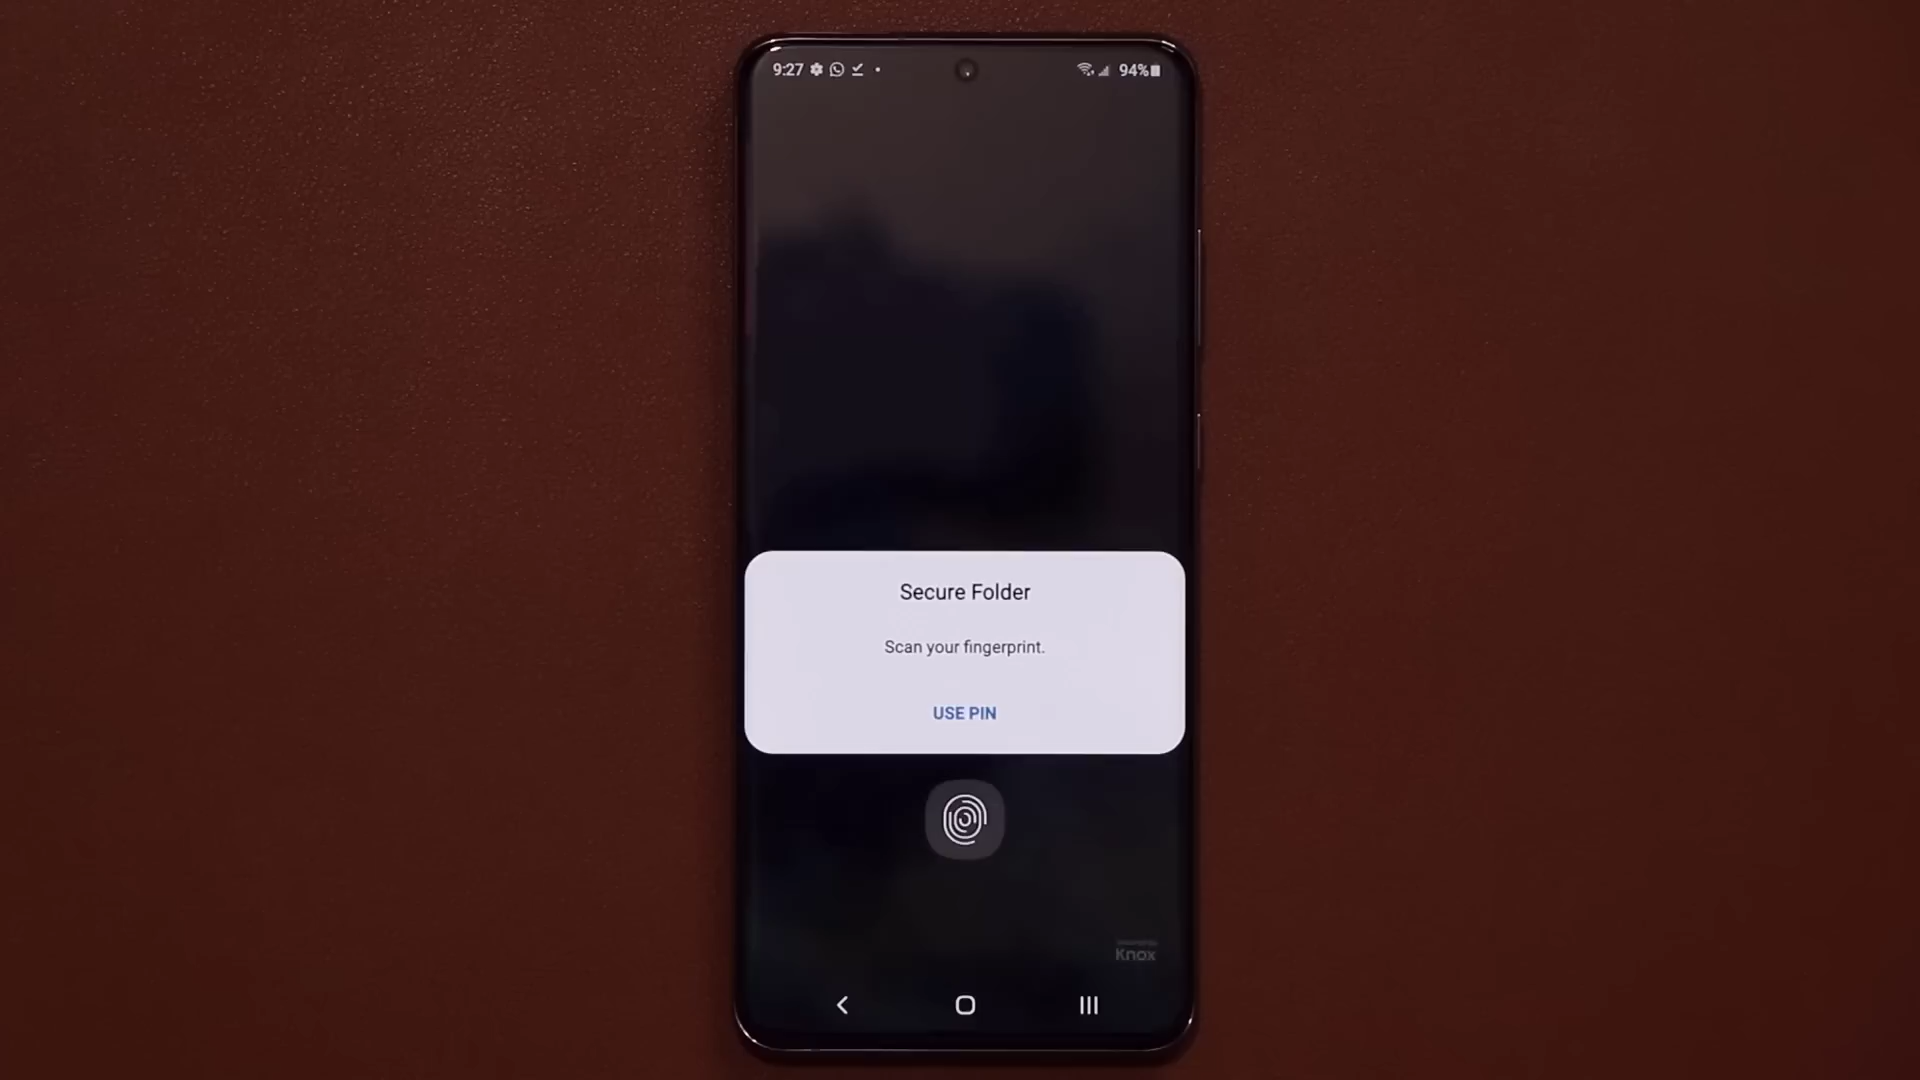 9:27
94%
Secure Folder
Scan your fingerprint.
USE PIN
Knox